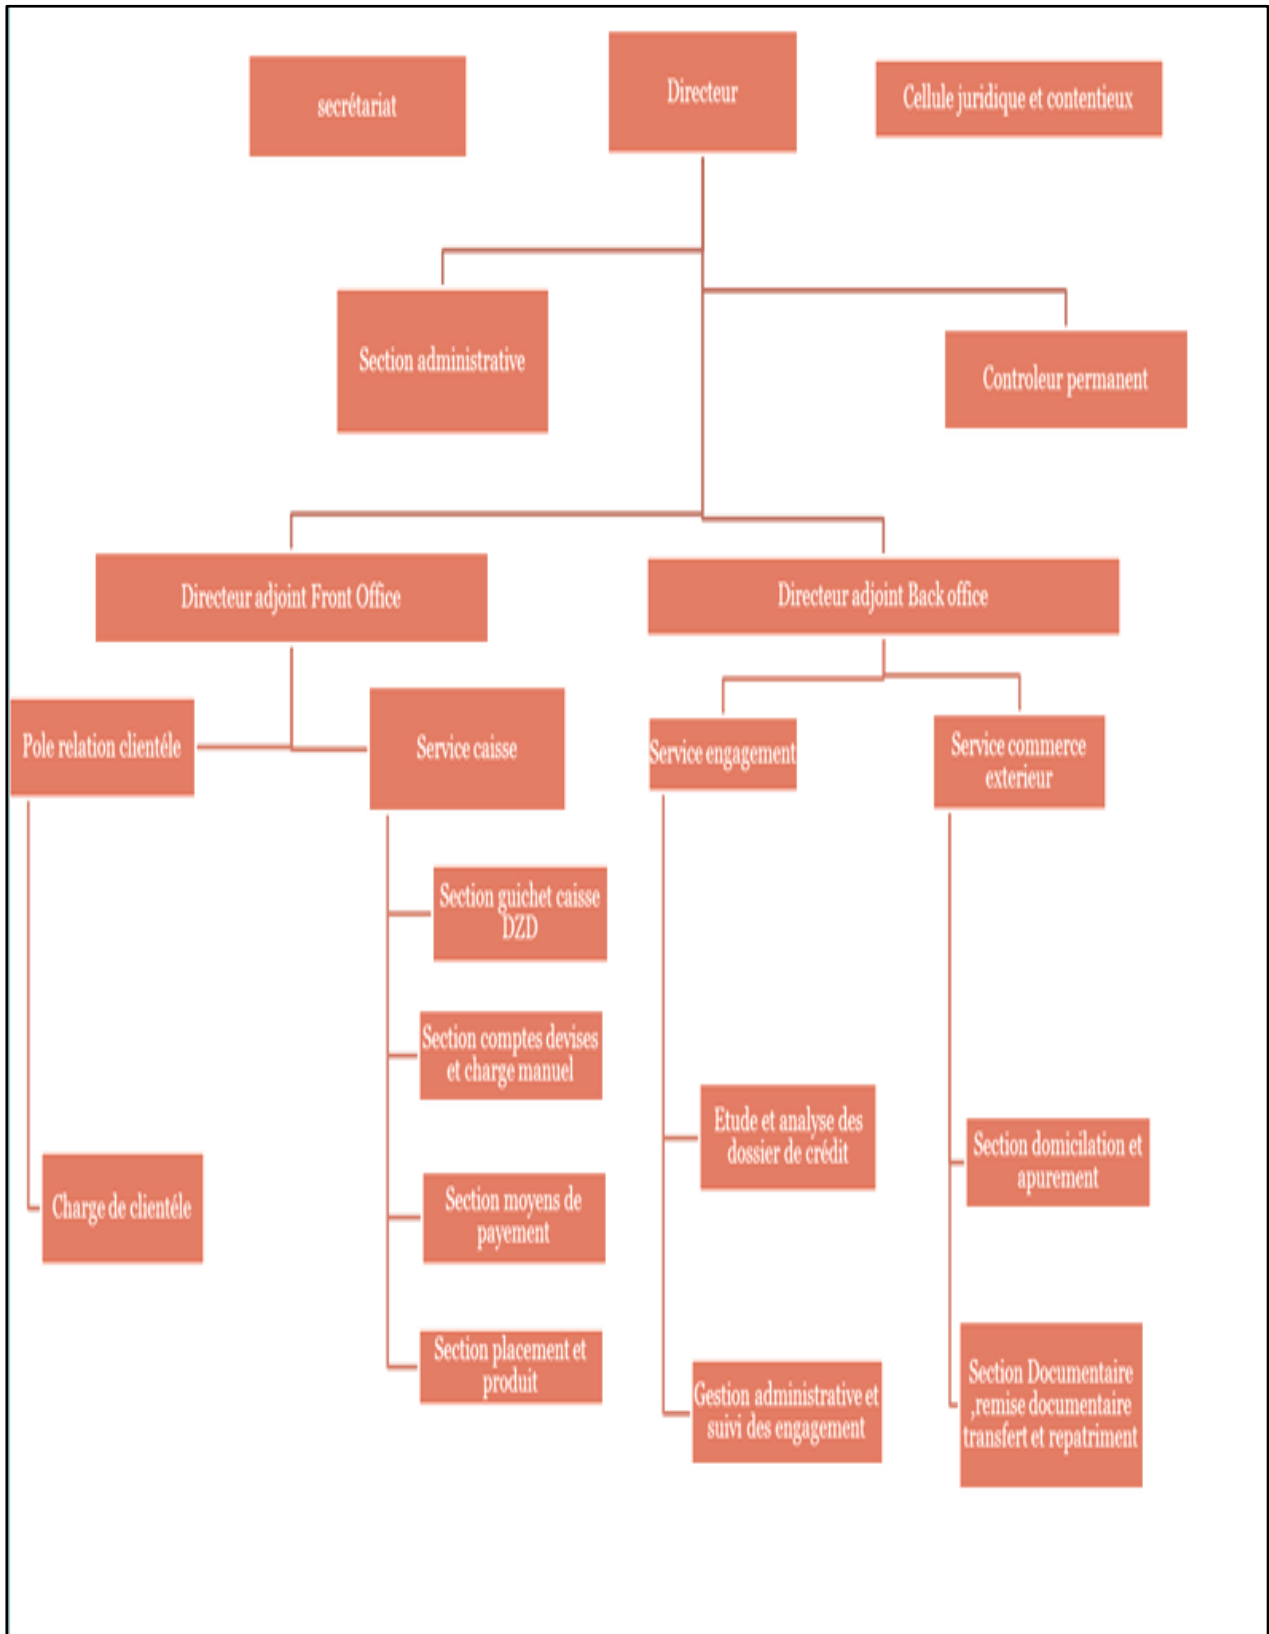 secrétariat
Directeur
Cellule juridique et contentieux
Section administrative
Controleur permanent
Directeur adjoint Front Office
Directeur adjoint Back office
Pole relation clientéle
Service caisse
Service engagement
Service commerce
exterieur
Section guichet caisse
DZD
Section comptes devises
et charge manuel
Etude et analyse des
dossier de crédit
Section domicilation et
apurement
Charge de clientéle
Section moyens de
payement
Section placement et
produit
Gestion administrative et
suivi des engagement
Section Documentaire
,remise documentaire
transfert et repatriment